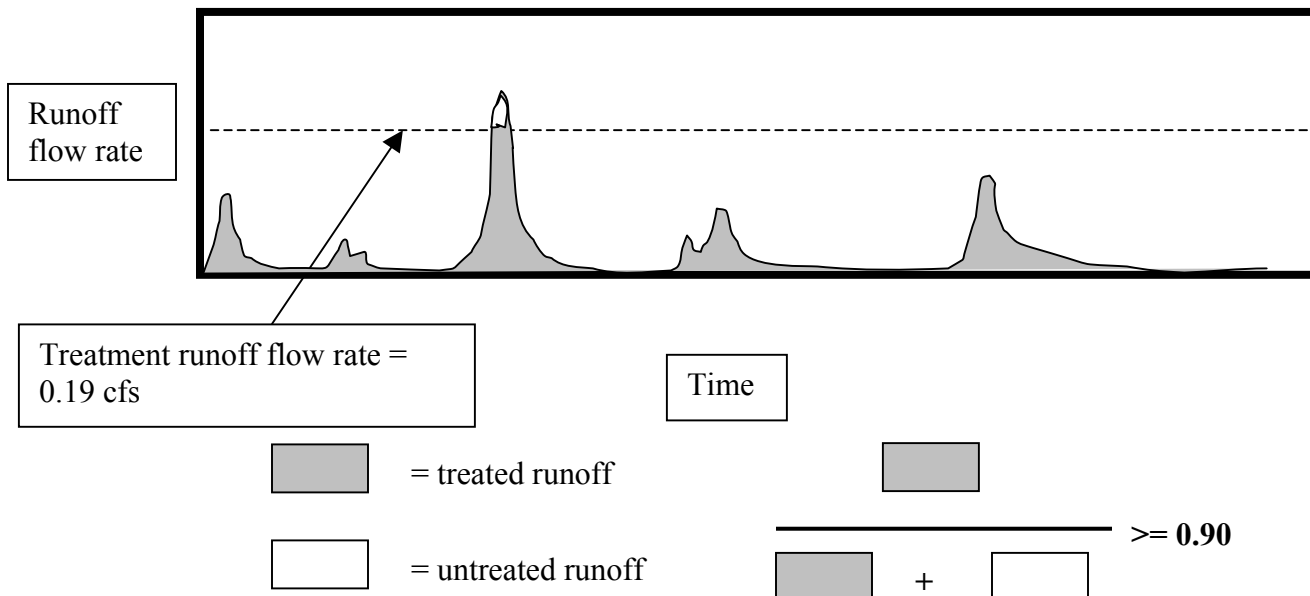 Runoff
flow rate
Treatment runoff flow rate =
0.19 cfs
Time
= treated runoff
= untreated runoff
>= 0.90
+